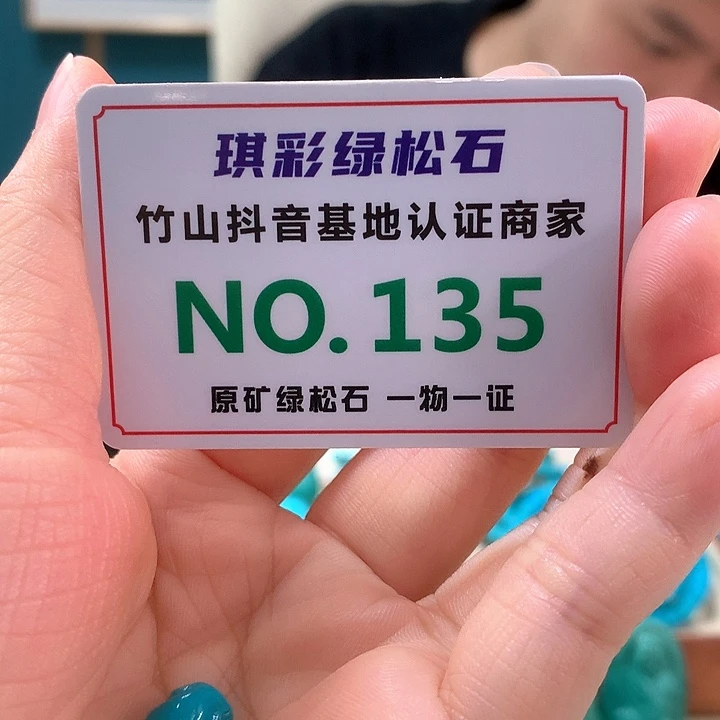 琪彩绿松石
竹山抖音基地认证商家
NO.135
原矿绿松石 一物一证